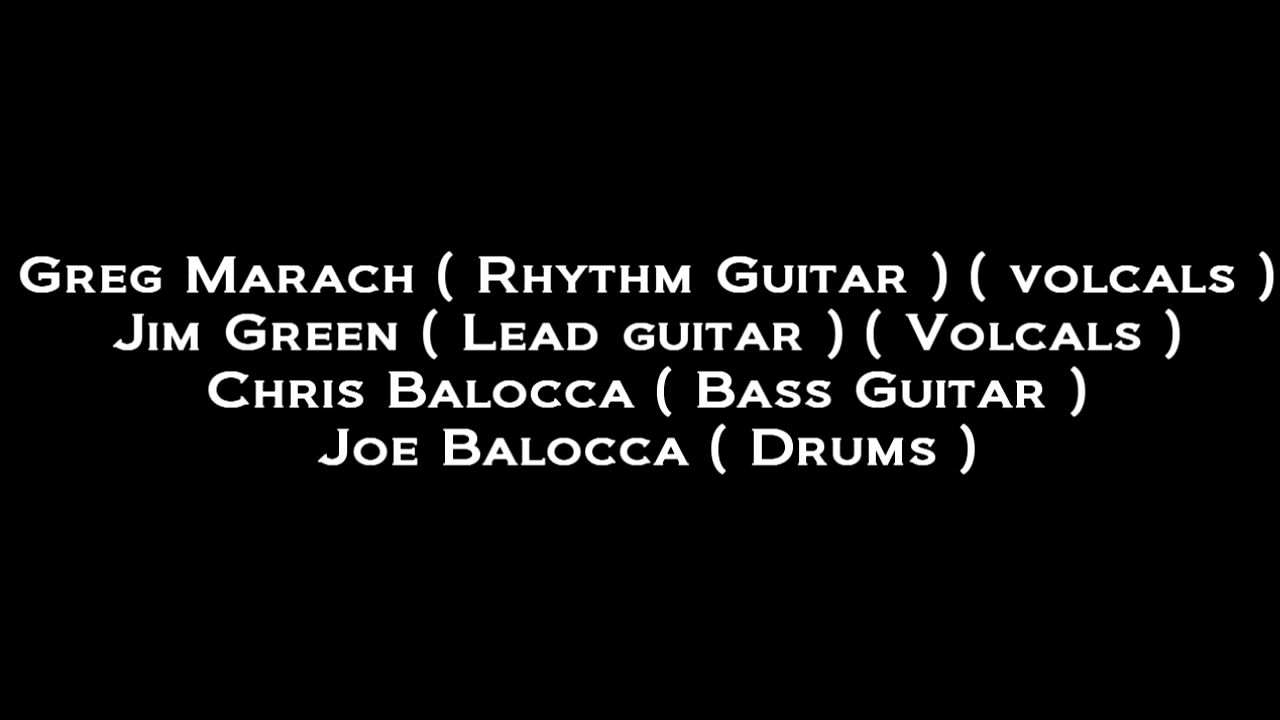 Greg Marach ( Rhythm Guitar ) ( volcals )
Jim Green ( Lead guitar ) ( Volcals )
Chris Balocca ( Bass Guitar )
Joe Balocca ( Drums )